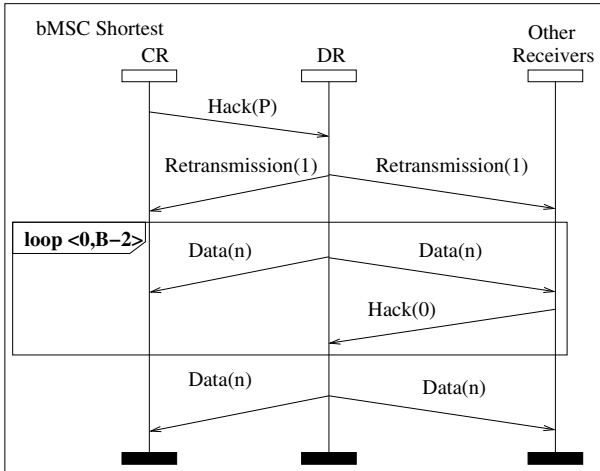 bMSC Shortest
CR
DR
Other
Receivers
Hack(P)
Retransmission(1)
Retransmission(1)
loop <0,B−2>
Data(n)
Data(n)
Hack(0)
Data(n)
Data(n)